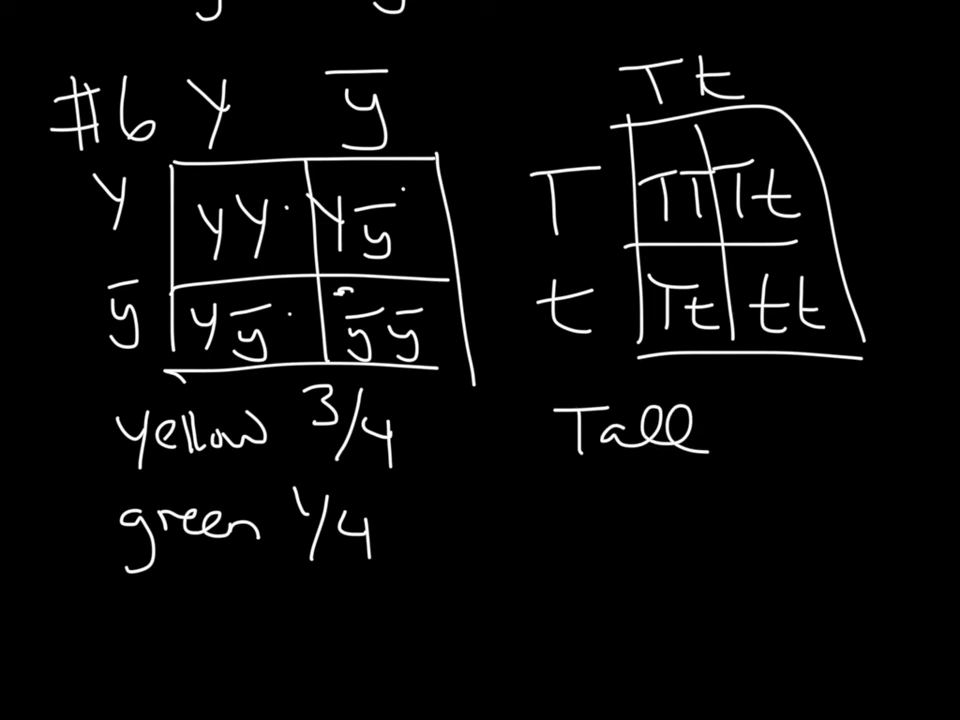 #6 Y y̅
Y YY Yy̅
y̅ Yy̅ y̅y̅
yellow 3/4
green 1/4
Tt
T TT Tt
t Tt tt
Tall